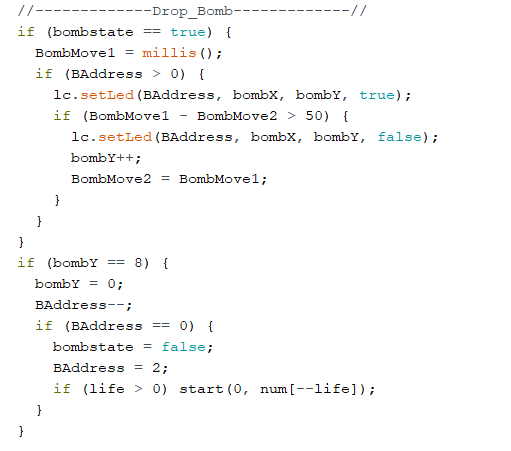 //-------------Drop_Bomb-------------//
if (bombstate == true) {
  BombMove1 = millis();
  if (BAddress > 0) {
    lc.setLed(BAddress, bombX, bombY, true);
    if (BombMove1 - BombMove2 > 50) {
      lc.setLed(BAddress, bombX, bombY, false);
      bombY++;
      BombMove2 = BombMove1;
    }
  }
}
if (bombY == 8) {
  bombY = 0;
  BAddress--;
  if (BAddress == 0) {
    bombstate = false;
    BAddress = 2;
    if (life > 0) start(0, num[--life]);
  }
}